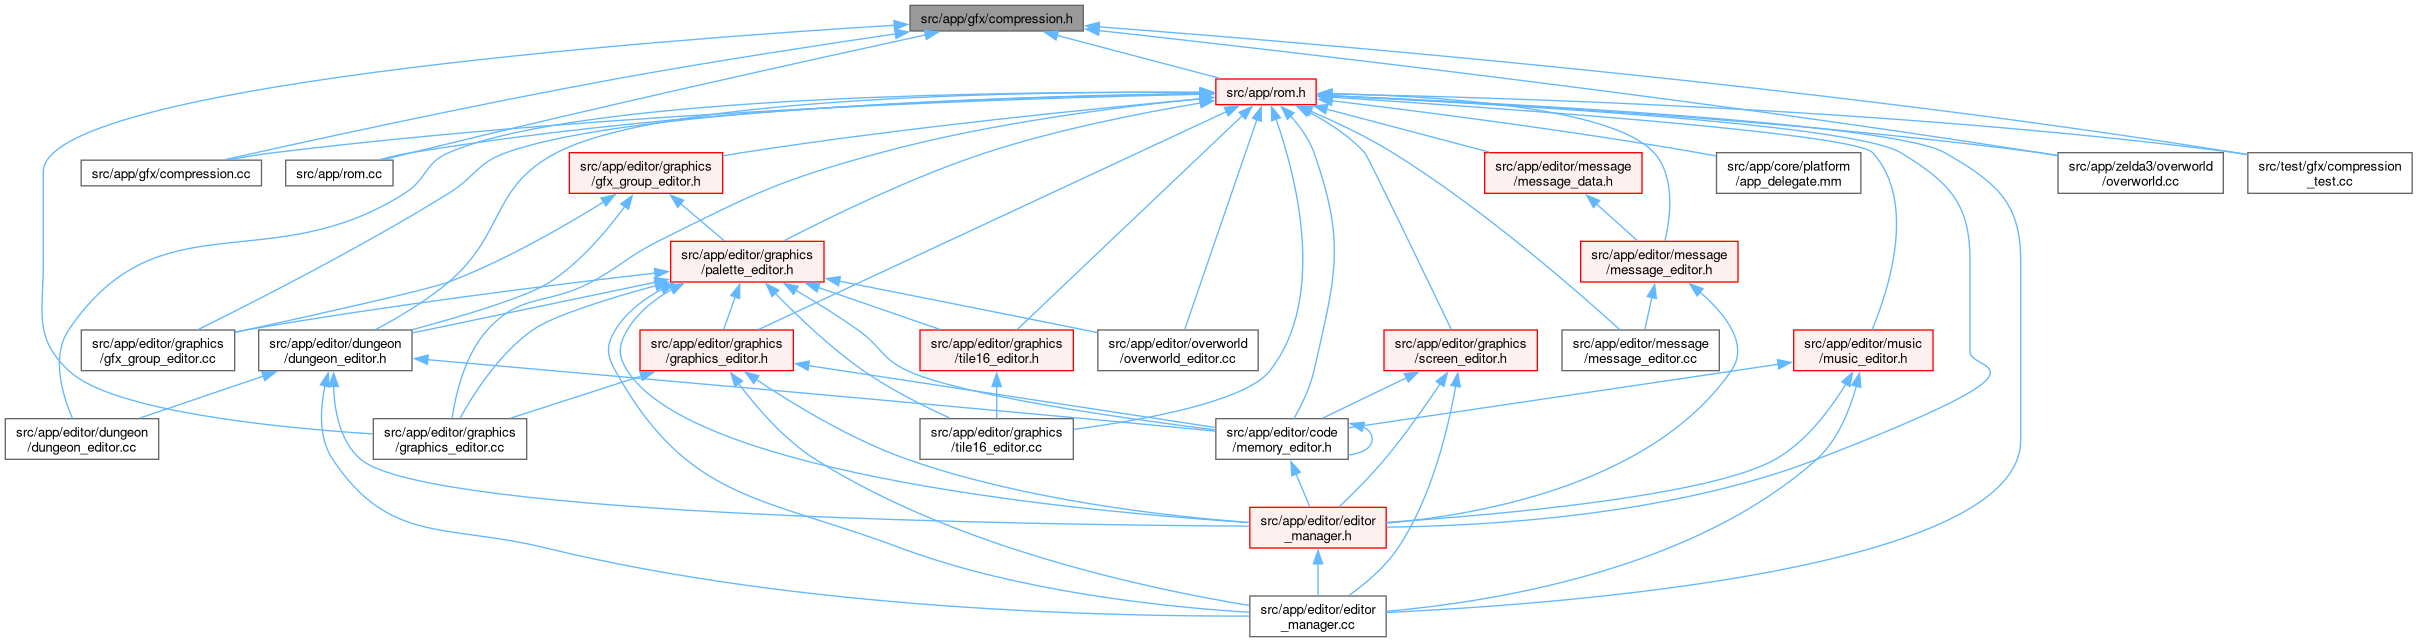 src/app/gfx/compression.h
src/app/rom.h
src/app/gfx/compression.cc
src/app/rom.cc
src/app/editor/graphics
/gfx_group_editor.h
src/app/editor/message
/message_data.h
src/app/core/platform
/app_delegate.mm
src/app/zelda3/overworld
/overworld.cc
src/test/gfx/compression
_test.cc
src/app/editor/graphics
/palette_editor.h
src/app/editor/message
/message_editor.h
src/app/editor/graphics
/gfx_group_editor.cc
src/app/editor/dungeon
/dungeon_editor.h
src/app/editor/graphics
/graphics_editor.h
src/app/editor/graphics
/tile16_editor.h
src/app/editor/overworld
/overworld_editor.cc
src/app/editor/graphics
/screen_editor.h
src/app/editor/message
/message_editor.cc
src/app/editor/music
/music_editor.h
src/app/editor/dungeon
/dungeon_editor.cc
src/app/editor/graphics
/graphics_editor.cc
src/app/editor/graphics
/tile16_editor.cc
src/app/editor/code
/memory_editor.h
src/app/editor/editor
_manager.h
src/app/editor/editor
_manager.cc